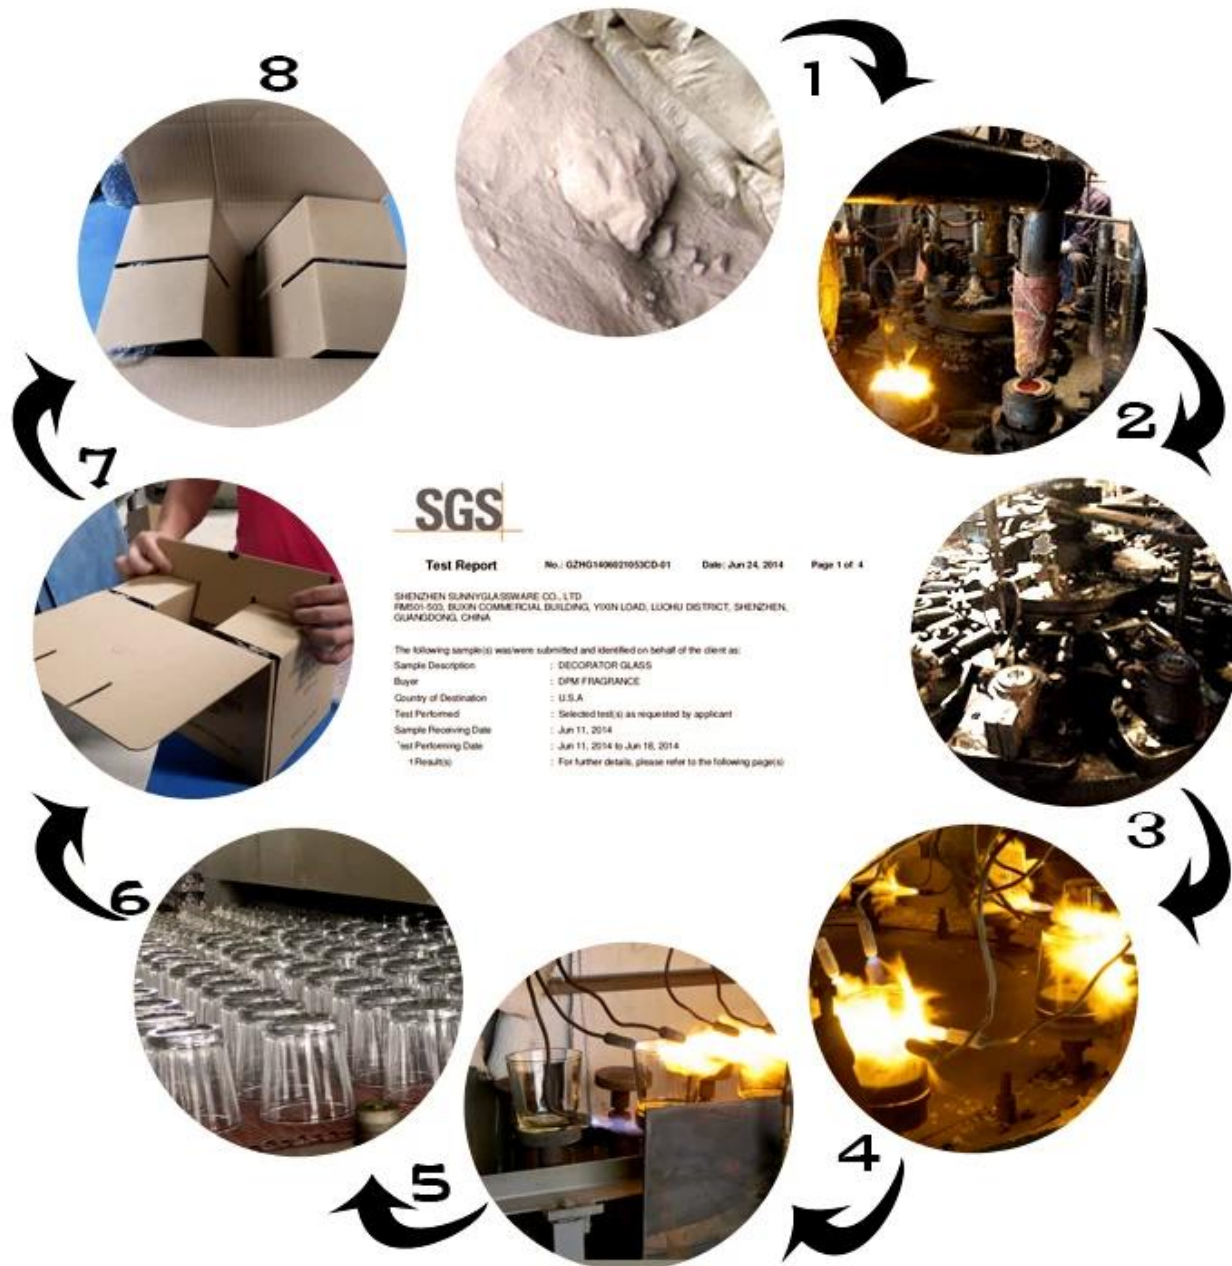 8
1
2
7
SGS
Test Report No.: GZHG1406021053CD-01 Date: Jun 24, 2014 Page 1 of 4
SHENZHEN SUNNYGLASSWARE CO., LTD
RM501-503, BUXIN COMMERCIAL BUILDING, YIXIN LOAD, LUOHU DISTRICT, SHENZHEN,
GUANGDONG, CHINA
The following sample(s) was/were submitted and identified on behalf of the client as:
Sample Description : DECORATOR GLASS
Buyer : DPM FRAGRANCE
Country of Destination : U.S.A
Test Performed : Selected test(s) as requested by applicant
Sample Receiving Date : Jun 11, 2014
Test Performing Date : Jun 11, 2014 to Jun 18, 2014
Result(s) : For further details, please refer to the following page(s)
3
6
4
5